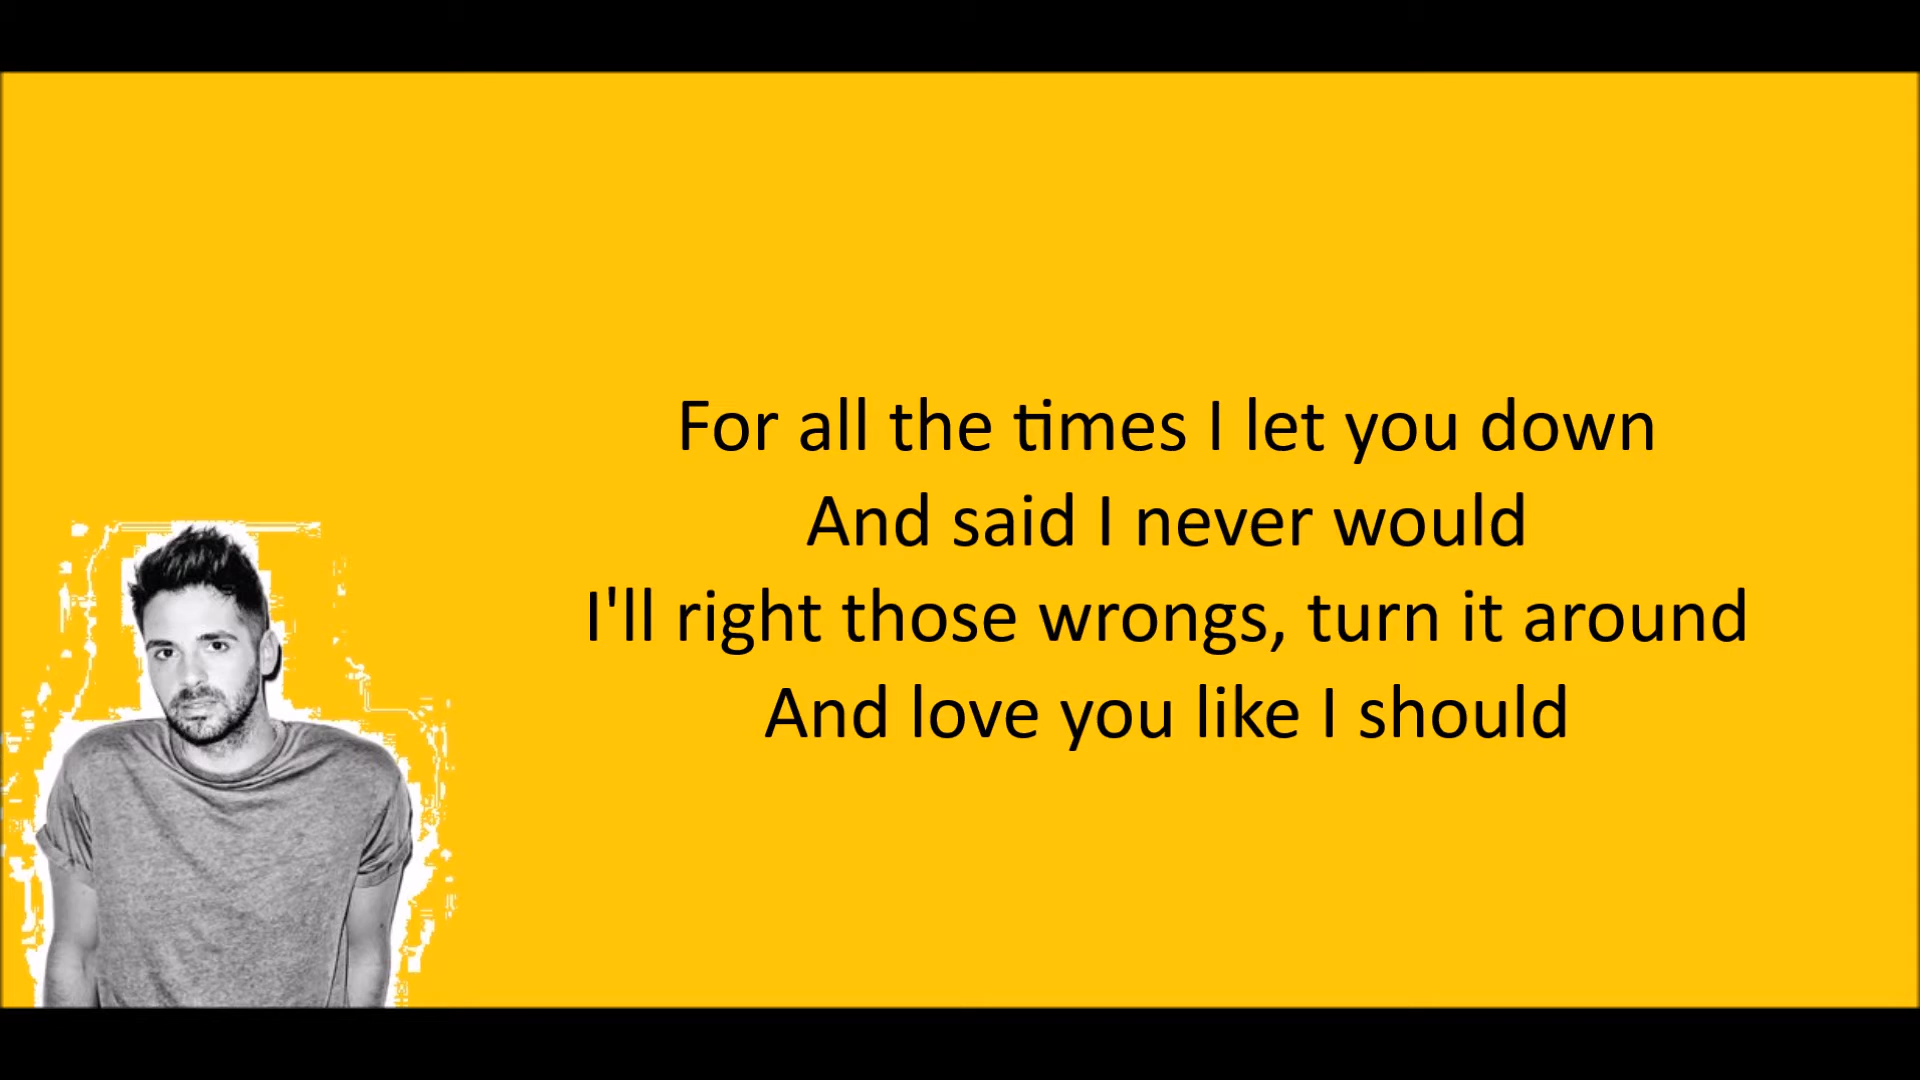 For all the times I let you down
And said I never would
I'll right those wrongs, turn it around
And love you like I should